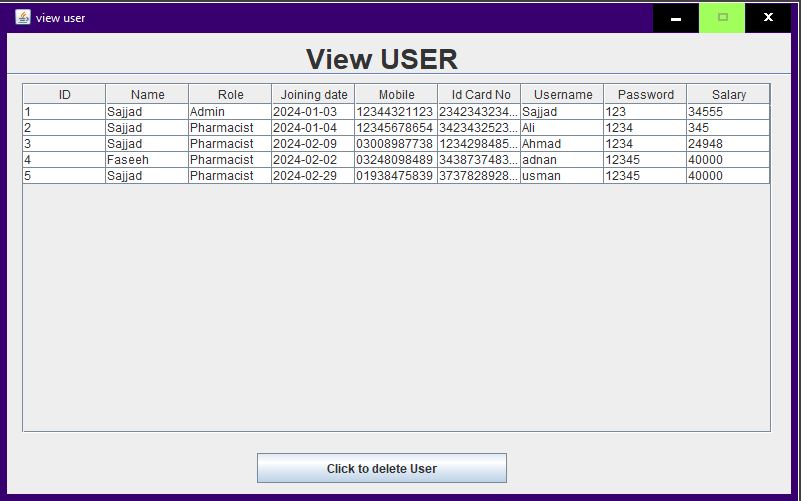 view user
View USER
ID Name Role Joining date Mobile Id Card No Username Password Salary
1 Sajjad Admin 2024-01-03 12344321123 2342343234... Sajjad 123 34555
2 Sajjad Pharmacist 2024-01-04 12345678654 3423432523... Ali 1234 345
3 Sajjad Pharmacist 2024-02-09 03008987738 1234298485... Ahmad 1234 24948
4 Faseeh Pharmacist 2024-02-02 03248098489 3438737483... adnan 12345 40000
5 Sajjad Pharmacist 2024-02-29 01938475839 3737828928... usman 12345 40000
Click to delete User